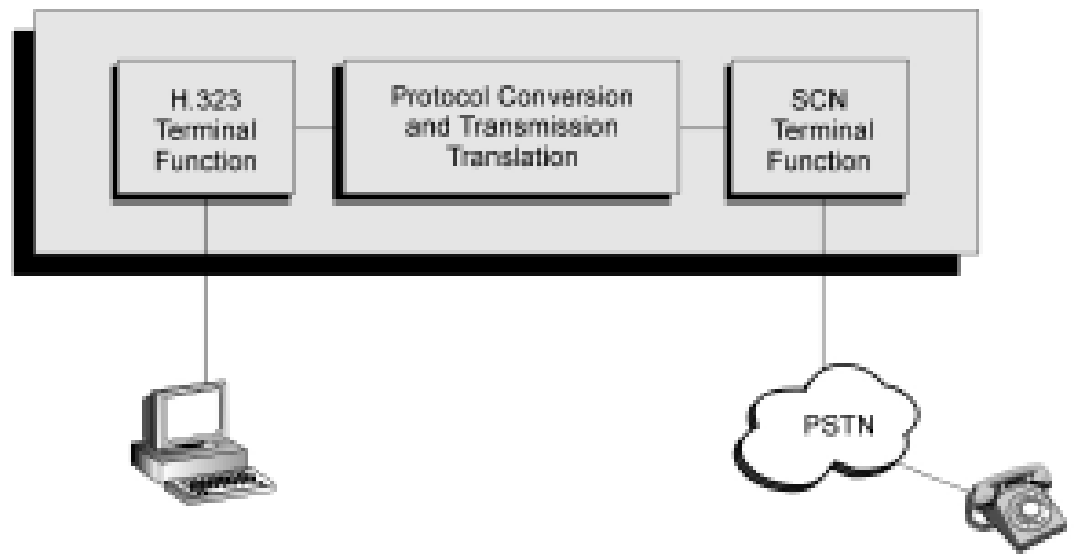 H.323
Terminal
Function
Protocol Conversion
and Transmission
Translation
SCN
Terminal
Function
PSTN